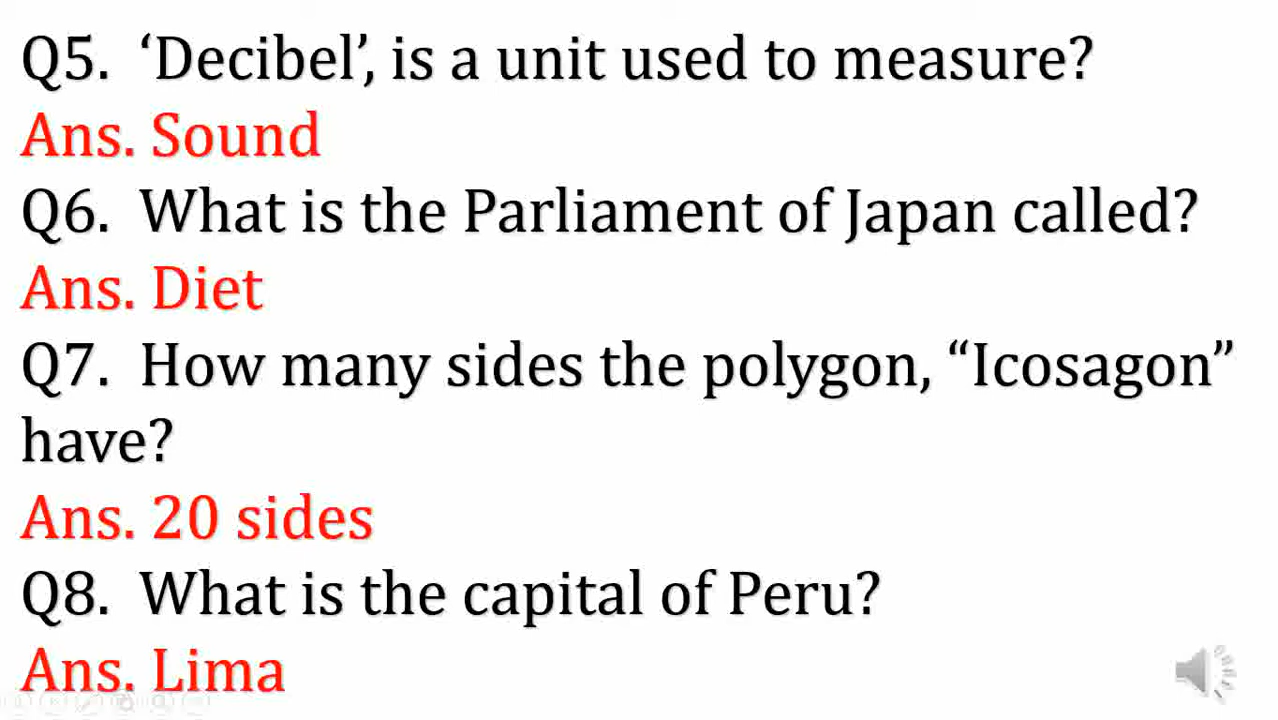 Q5.  ‘Decibel’, is a unit used to measure?
Ans. Sound
Q6.  What is the Parliament of Japan called?
Ans. Diet
Q7.  How many sides the polygon, “Icosagon”
have?
Ans. 20 sides
Q8.  What is the capital of Peru?
Ans. Lima